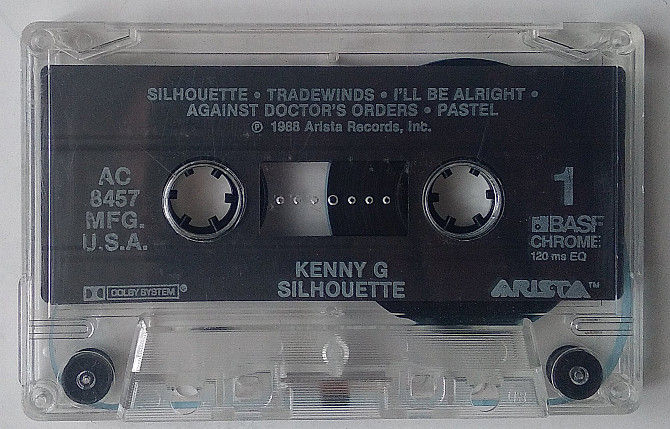 SILHOUETTE • TRADEWINDS • I'LL BE ALRIGHT •
AGAINST DOCTOR'S ORDERS • PASTEL
℗ 1988 Arista Records, Inc.
AC
8457
MFG.
U.S.A.
1
BASF
CHROME
120 ms EQ
KENNY G
SILHOUETTE
DOLBY SYSTEM®
ARISTA™